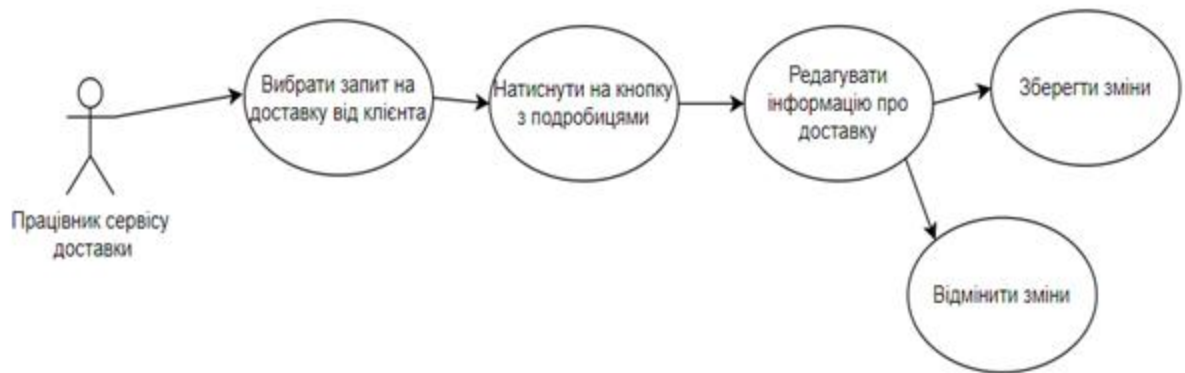 Працівник сервісу
доставки
Вибрати запит на
доставку від клієнта
Натиснути на кнопку
з подробицями
Редагувати
інформацію про
доставку
Зберегти зміни
Відмінити зміни